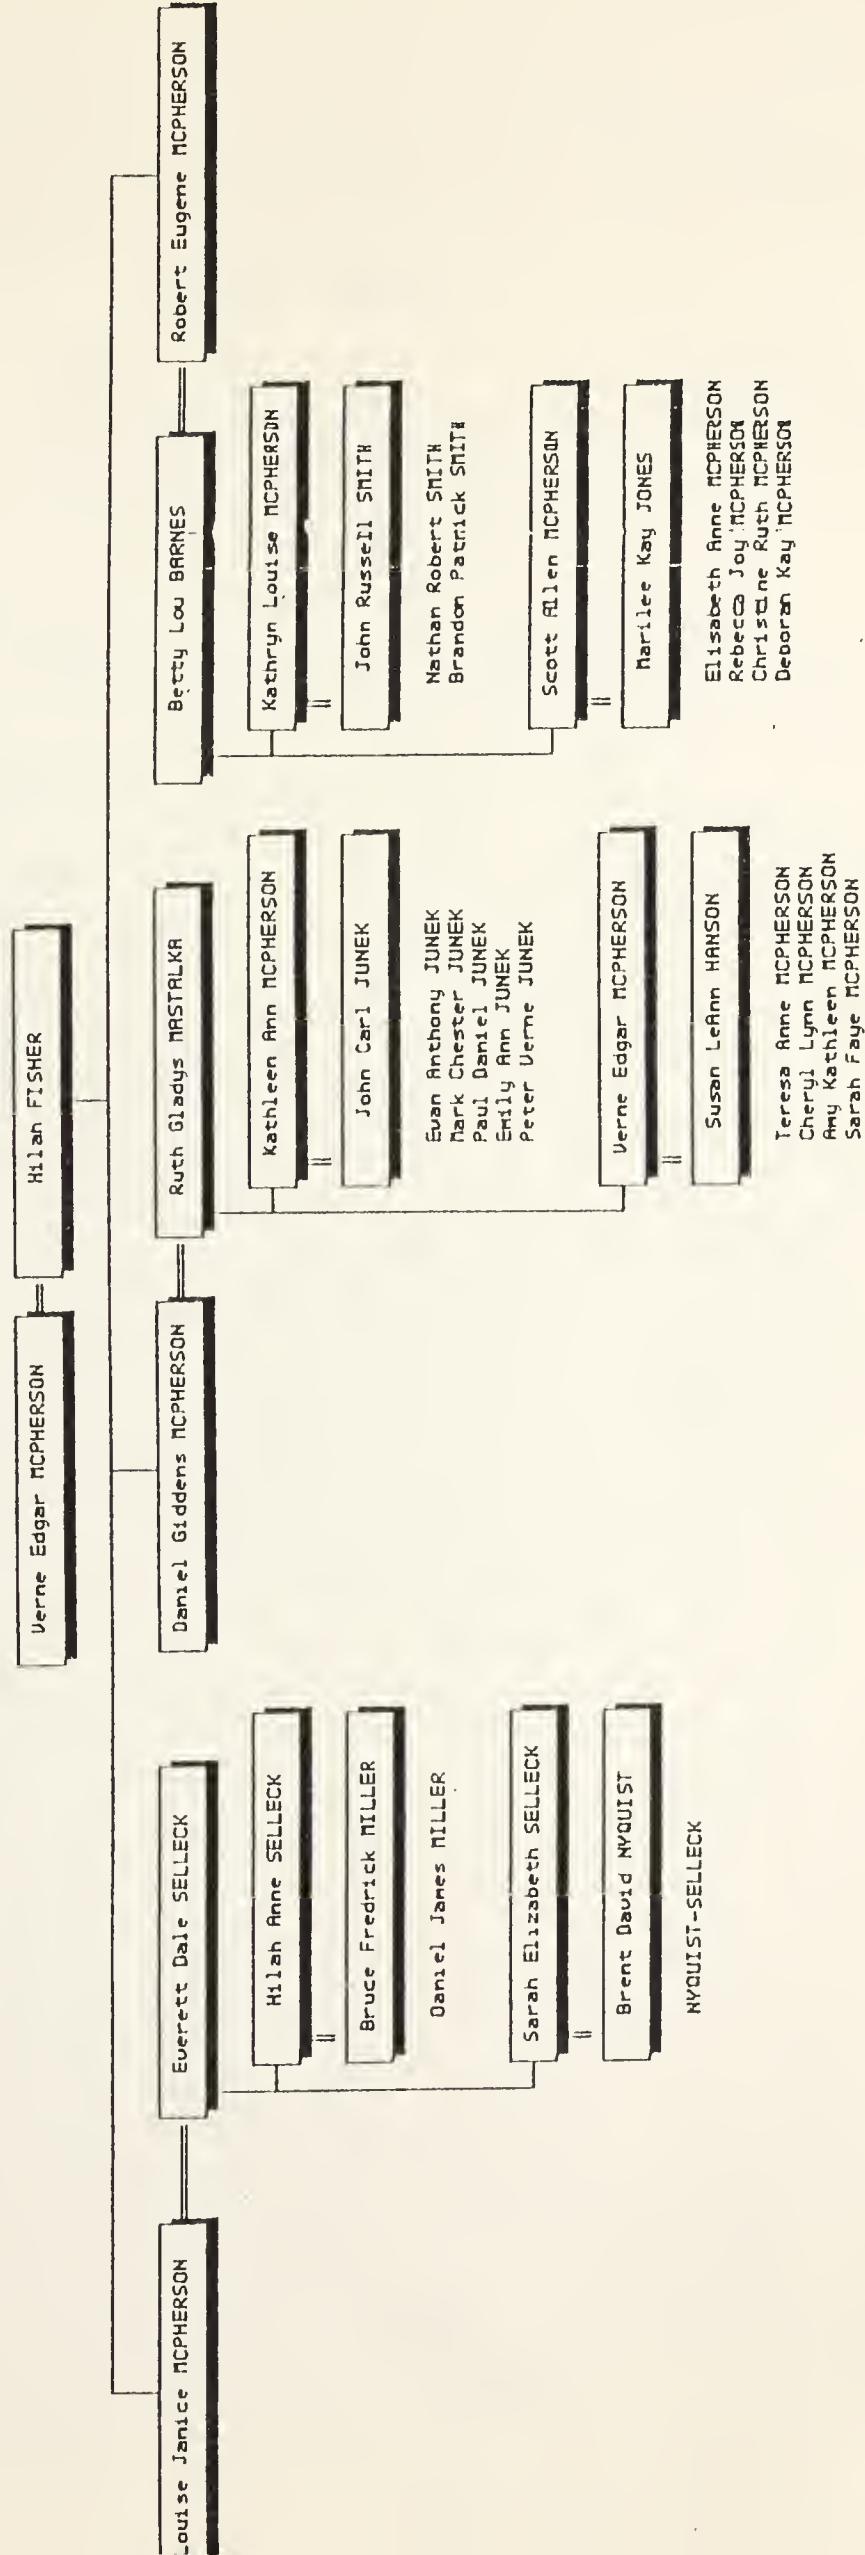 Verne Edgar MCPHERSON
Hilah FISHER
Louise Janice MCPHERSON
Everett Dale SELLECK
Hilah Anne SELLECK
Bruce Fredrick MILLER
Daniel James MILLER
Sarah Elizabeth SELLECK
Brent David NYQUIST
NYQUIST-SELLECK
Daniel Giddens MCPHERSON
Ruth Gladys MASTALKA
Kathleen Ann MCPHERSON
John Carl JUNEK
Evan Anthony JUNEK
Mark Chester JUNEK
Paul Daniel JUNEK
Emily Ann JUNEK
Peter Verne JUNEK
Verne Edgar MCPHERSON
Susan LeAnn HANSON
Teresa Anne MCPHERSON
Cheryl Lynn MCPHERSON
Amy Kathleen MCPHERSON
Sarah Faye MCPHERSON
Betty Lou BARNES
Robert Eugene MCPHERSON
Kathryn Louise MCPHERSON
John Russell SMITH
Nathan Robert SMITH
Brandon Patrick SMITH
Scott Allen MCPHERSON
Marilee Kay JONES
Elisabeth Anne MCPHERSON
Rebecca Joy MCPHERSON
Christine Ruth MCPHERSON
Deborah Kay MCPHERSON